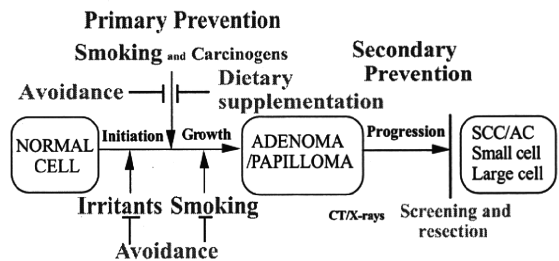 Primary Prevention
Smoking and Carcinogens
Secondary
Prevention
Avoidance
Dietary
supplementation
NORMAL
CELL
Initiation
Growth
ADENOMA
/PAPILLOMA
Progression
SCC/AC
Small cell
Large cell
Irritants
Smoking
CT/X-rays
Screening and
resection
Avoidance